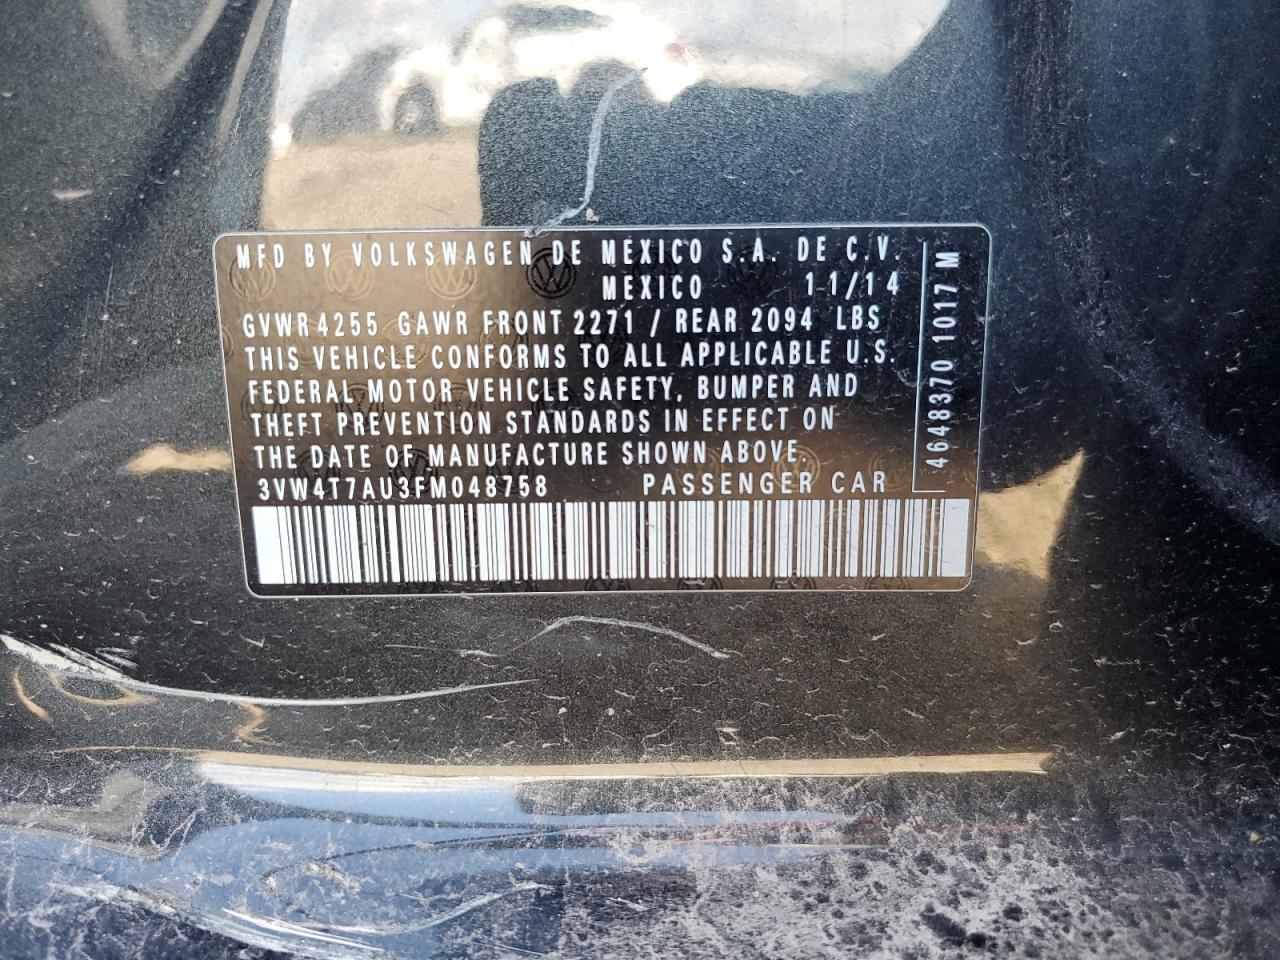 MFD BY VOLKSWAGEN DE MEXICO S.A. DE C.V.
MEXICO 11/14
GVWR 4255 GAWR FRONT 2271 / REAR 2094 LBS
THIS VEHICLE CONFORMS TO ALL APPLICABLE U.S.
FEDERAL MOTOR VEHICLE SAFETY, BUMPER AND
THEFT PREVENTION STANDARDS IN EFFECT ON
THE DATE OF MANUFACTURE SHOWN ABOVE.
3VW4T7AU3FM048758 PASSENGER CAR
4648370 1017 M